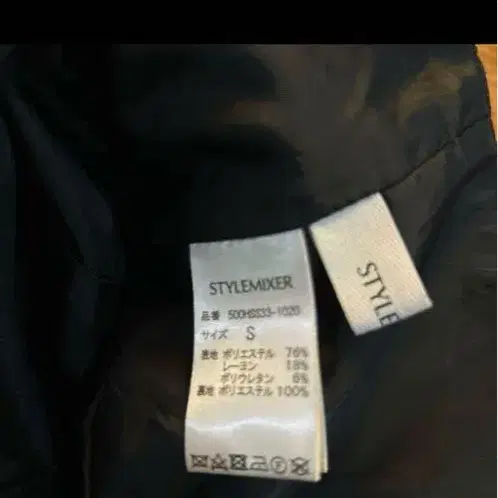 STYLEMIXER
品番 500HSS33-1020
サイズ S
表地 ポリエステル 76%
レーヨン 18%
ポリウレタン 6%
裏地 ポリエステル 100%
STYLE